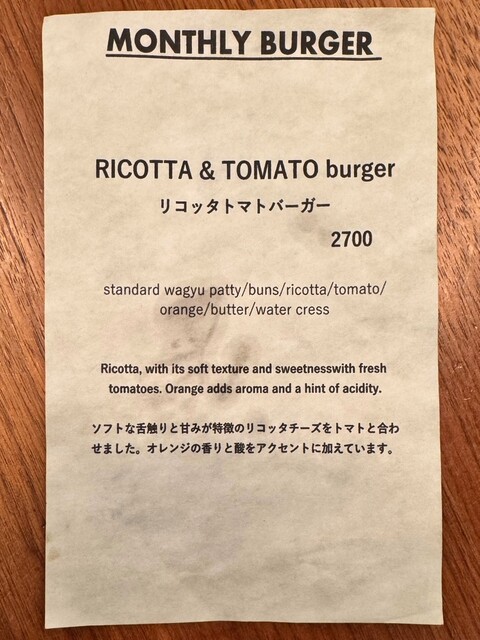 MONTHLY BURGER
RICOTTA & TOMATO burger
リコッタトマトバーガー
2700
standard wagyu patty/buns/ricotta/tomato/
orange/butter/water cress
Ricotta, with its soft texture and sweetnesswith fresh
tomatoes. Orange adds aroma and a hint of acidity.
ソフトな舌触りと甘みが特徴のリコッタチーズをトマトと合わ
せました。オレンジの香りと酸をアクセントに加えています。